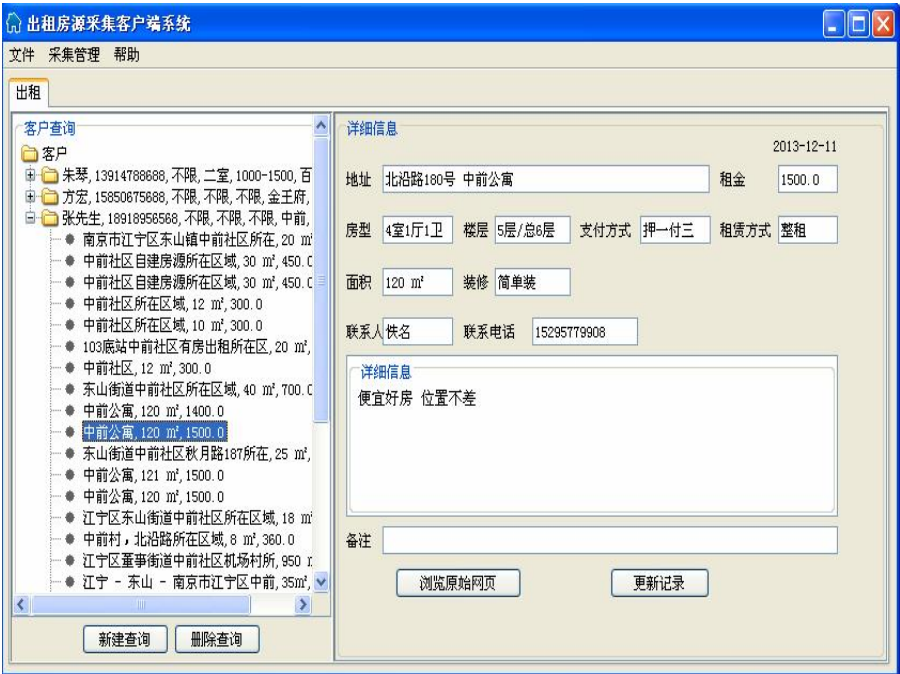 出租房源采集客户端系统
文件 采集管理 帮助
出租
客户查询
客户
朱琴,13914788688,不限,二室,1000-1500,百
方宏,15850675688,不限,不限,不限,金王府,
张先生,18918956568,不限,不限,不限,中前,
南京市江宁区东山镇中前社区所在,20 m²
中前社区自建房源所在区域,30 m²,450.0
中前社区自建房源所在区域,30 m²,450.0
中前社区所在区域,12 m²,300.0
中前社区所在区域,10 m²,300.0
103底站中前社区有房出租所在区,20 m²,
中前社区,12 m²,300.0
东山街道中前社区所在区域,40 m²,700.0
中前公寓,120 m²,1400.0
中前公寓,120 m²,1500.0
东山街道中前社区秋月路187所在,25 m²,
中前公寓,121 m²,1500.0
中前公寓,120 m²,1500.0
江宁区东山街道中前社区所在区域,18 m²
中前村，北沿路所在区域,8 m²,360.0
江宁区董事街道中前社区机场村所,950 m
江宁 - 东山 - 南京市江宁区中前,35m²,
新建查询 删除查询
详细信息
2013-12-11
地址 北沿路180号 中前公寓 租金 1500.0
房型 4室1厅1卫 楼层 5层/总6层 支付方式 押一付三 租赁方式 整租
面积 120 m² 装修 简单装
联系人 佚名 联系电话 15295779908
详细信息
便宜好房 位置不差
备注
浏览原始网页 更新记录